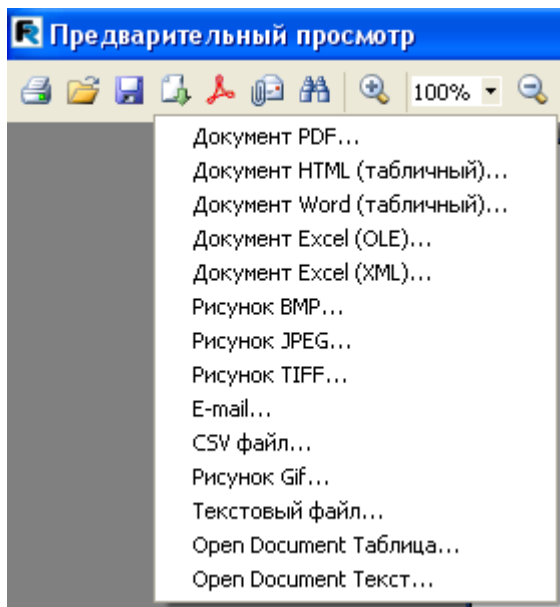 Предварительный просмотр
100%
Документ PDF...
Документ HTML (табличный)...
Документ Word (табличный)...
Документ Excel (OLE)...
Документ Excel (XML)...
Рисунок BMP...
Рисунок JPEG...
Рисунок TIFF...
E-mail...
CSV файл...
Рисунок Gif...
Текстовый файл...
Open Document Таблица...
Open Document Текст...